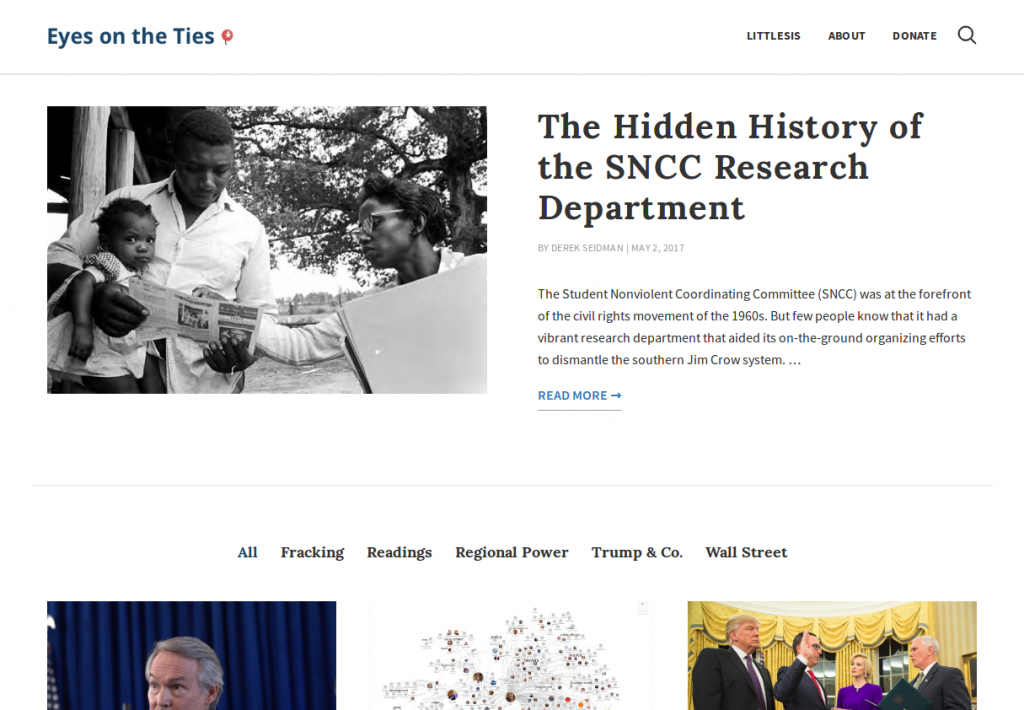 Eyes on the Ties
LITTLESIS ABOUT DONATE
The Hidden History of
the SNCC Research
Department
BY DEREK SEIDMAN | MAY 2, 2017
The Student Nonviolent Coordinating Committee (SNCC) was at the forefront
of the civil rights movement of the 1960s. But few people know that it had a
vibrant research department that aided its on-the-ground organizing efforts
to dismantle the southern Jim Crow system. …
READ MORE →
All Fracking Readings Regional Power Trump & Co. Wall Street